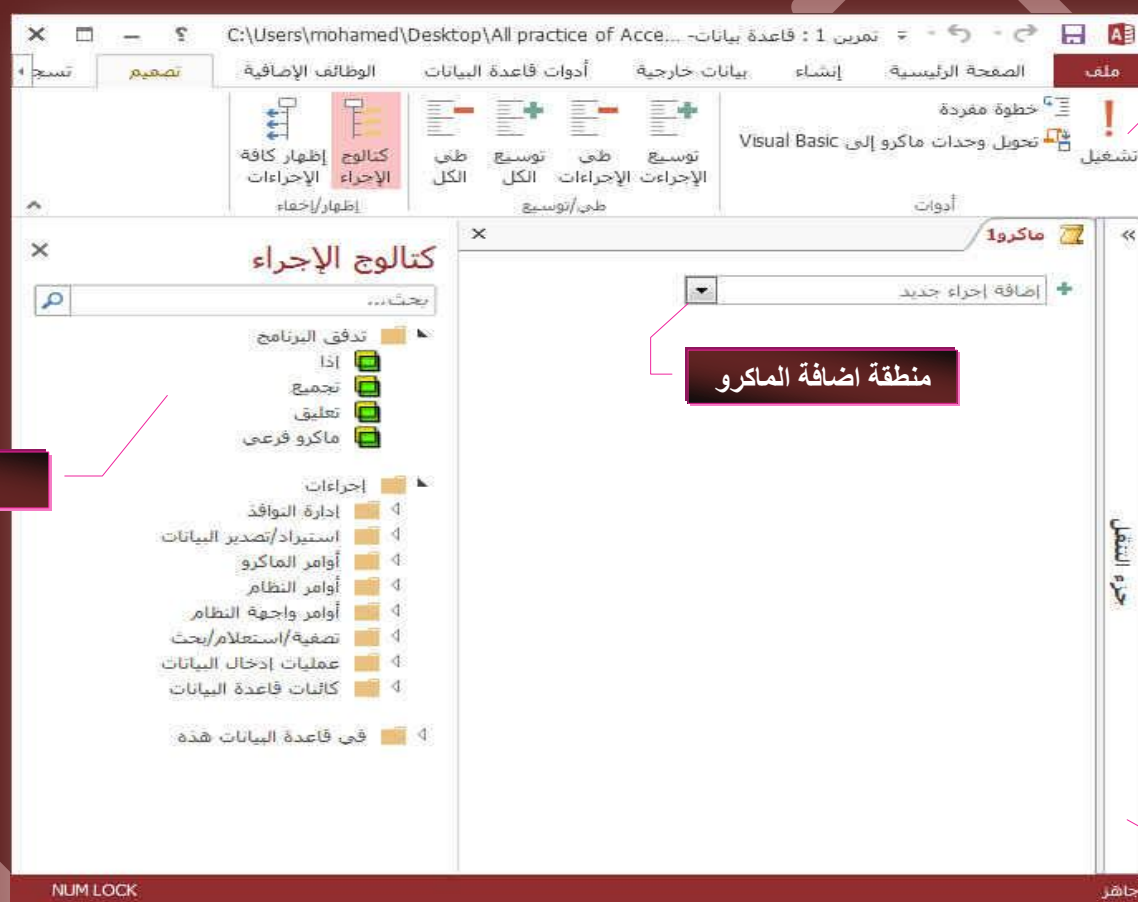 تمرين 1 : قاعدة بيانات- C:\Users\mohamed\Desktop\All practice of Acce...
ملف الصفحة الرئيسية إنشاء بيانات خارجية أدوات قاعدة البيانات الوظائف الإضافية تصميم تسج
تشغيل
خطوة مفردة
تحويل وحدات ماكرو إلى Visual Basic
أدوات
توسيع الإجراءت
طي الإجراءات
توسيع الكل
طي الكل
طي/توسيع
كتالوج الإجراء
إظهار كافة الإجراءات
إظهار/إخفاء
ماكرو1
إضافة إجراء جديد
منطقة اضافة الماكرو
جزء التنقل
كتالوج الإجراء
بحث...
تدفق البرنامج
إذا
تجميع
تعليق
ماكرو فرعي
إجراءات
إدارة النوافذ
استيراد/تصدير البيانات
أوامر الماكرو
أوامر النظام
أوامر واجهة النظام
تصفية/استعلام/بحث
عمليات إدخال البيانات
كائنات قاعدة البيانات
في قاعدة البيانات هذه
جاهز
NUM LOCK